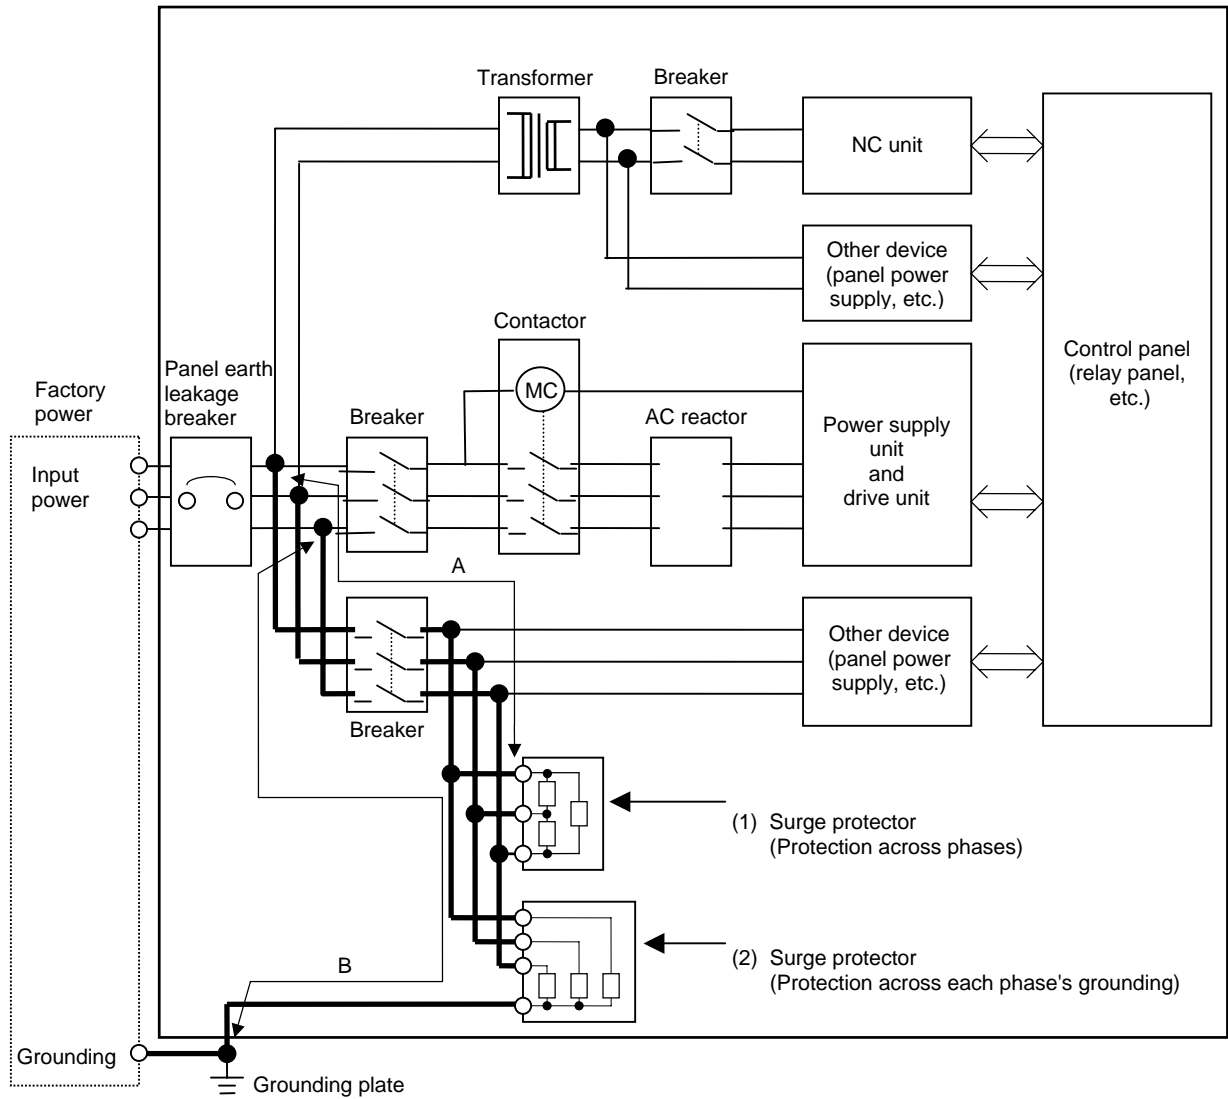 Transformer
Breaker
NC unit
Other device
(panel power
supply, etc.)
Contactor
MC
Control panel
(relay panel,
etc.)
Factory
power
Panel earth
leakage
breaker
Breaker
AC reactor
Power supply
unit
and
drive unit
Input
power
A
Other device
(panel power
supply, etc.)
Breaker
(1) Surge protector
(Protection across phases)
B
(2) Surge protector
(Protection across each phase's grounding)
Grounding
Grounding plate